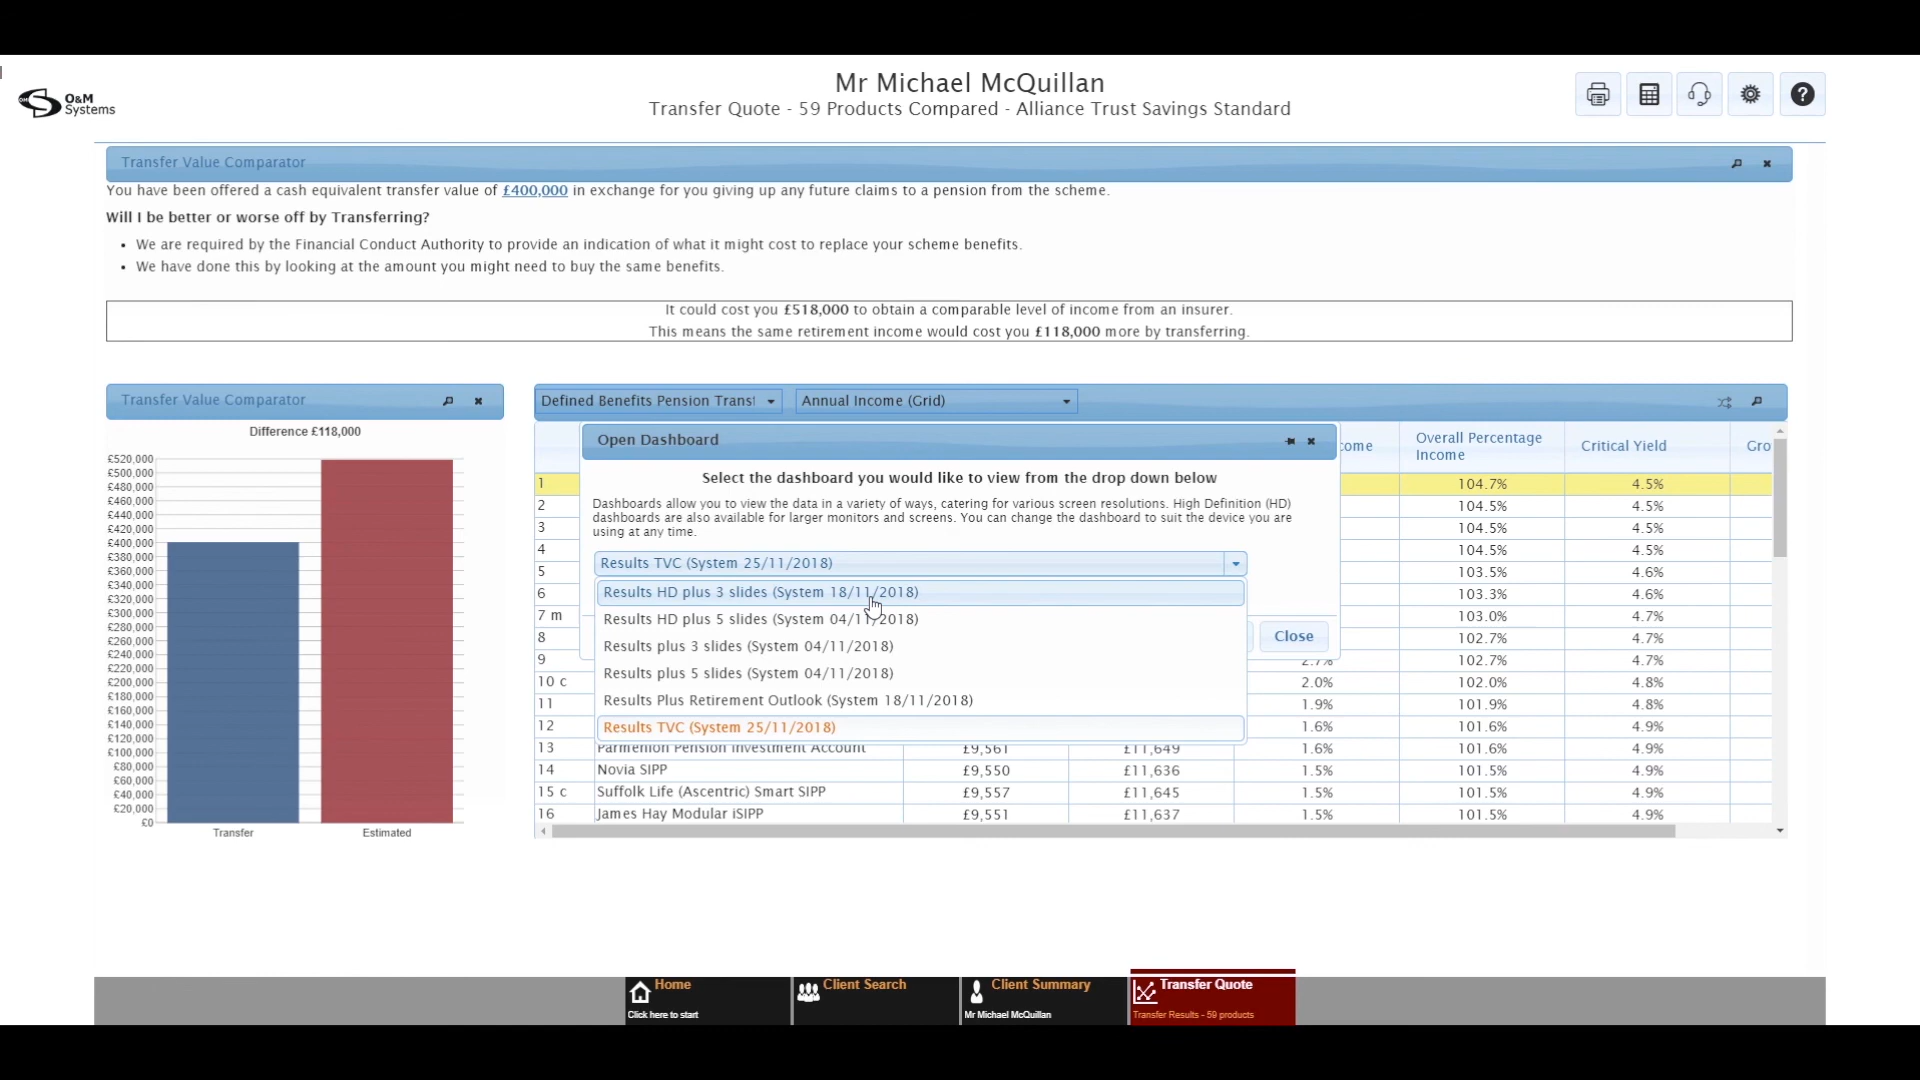 Mr Michael McQuillan
O&M
Systems
Transfer Quote - 59 Products Compared - Alliance Trust Savings Standard
Transfer Value Comparator
You have been offered a cash equivalent transfer value of £400,000 in exchange for you giving up any future claims to a pension from the scheme.
Will I be better or worse off by Transferring?
• We are required by the Financial Conduct Authority to provide an indication of what it might cost to replace your scheme benefits.
• We have done this by looking at the amount you might need to buy the same benefits.
It could cost you £518,000 to obtain a comparable level of income from an insurer.
This means the same retirement income would cost you £118,000 more by transferring.
Transfer Value Comparator
Difference £118,000
£520,000
£500,000
£480,000
£460,000
£440,000
£420,000
£400,000
£380,000
£360,000
£340,000
£320,000
£300,000
£280,000
£260,000
£240,000
£220,000
£200,000
£180,000
£160,000
£140,000
£120,000
£100,000
£80,000
£60,000
£40,000
£20,000
£0
Transfer Estimated
Defined Benefits Pension Trans Annual Income (Grid)
Overall Percentage
Income
Critical Yield
Gro
Open Dashboard
Select the dashboard you would like to view from the drop down below
Dashboards allow you to view the data in a variety of ways, catering for various screen resolutions. High Definition (HD)
dashboards are also available for larger monitors and screens. You can change the dashboard to suit the device you are
using at any time.
Results TVC (System 25/11/2018)
Results HD plus 3 slides (System 18/11/2018)
Results HD plus 5 slides (System 04/11/2018)
Results plus 3 slides (System 04/11/2018)
Results plus 5 slides (System 04/11/2018)
Results Plus Retirement Outlook (System 18/11/2018)
Results TVC (System 25/11/2018)
Close
1 104.7% 4.5%
2 104.5% 4.5%
3 104.5% 4.5%
4 104.5% 4.5%
5 103.5% 4.6%
6 103.3% 4.6%
7 m 103.0% 4.7%
8 102.7% 4.7%
9 2.7% 102.7% 4.7%
10 c 2.0% 102.0% 4.8%
11 1.9% 101.9% 4.8%
12 1.6% 101.6% 4.9%
13 Parmenion Pension Investment Account £9,561 £11,649 1.6% 101.6% 4.9%
14 Novia SIPP £9,550 £11,636 1.5% 101.5% 4.9%
15 c Suffolk Life (Ascentric) Smart SIPP £9,557 £11,645 1.5% 101.5% 4.9%
16 James Hay Modular iSIPP £9,551 £11,637 1.5% 101.5% 4.9%
Home
Click here to start
Client Search
Client Summary
Mr Michael McQuillan
Transfer Quote
Transfer Results - 59 products